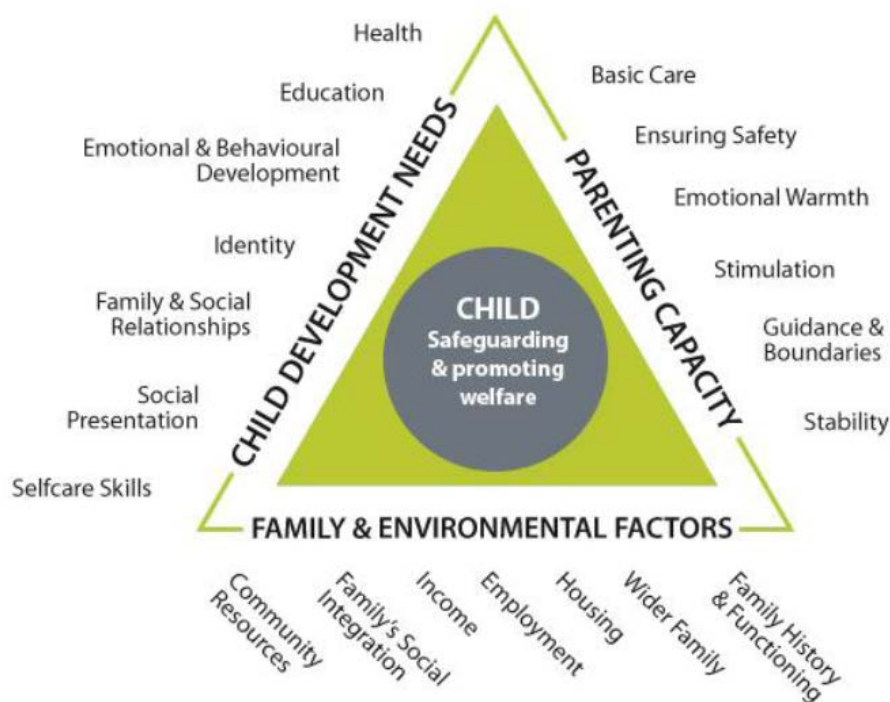 Health
Education
Emotional & Behavioural
Development
Identity
Family & Social
Relationships
Social
Presentation
Selfcare Skills
CHILD DEVELOPMENT NEEDS
CHILD
Safeguarding
& promoting
welfare
PARENTING CAPACITY
Basic Care
Ensuring Safety
Emotional Warmth
Stimulation
Guidance &
Boundaries
Stability
FAMILY & ENVIRONMENTAL FACTORS
Community
Resources
Family's Social
Integration
Income
Employment
Housing
Wider Family
Family History
& Functioning